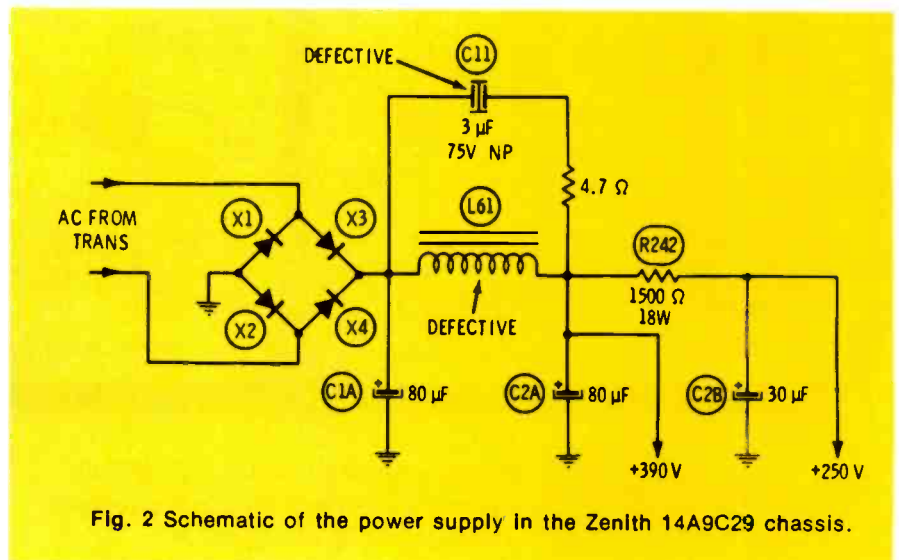 DEFECTIVE
C11
3 µF
75V NP
4.7 Ω
AC FROM
TRANS
X1
X3
L61
R242
1500 Ω
18W
DEFECTIVE
X2
X4
C1A
+
80 µF
C2A
+
80 µF
C2B
+
30 µF
+390 V
+250 V
Fig. 2 Schematic of the power supply in the Zenith 14A9C29 chassis.